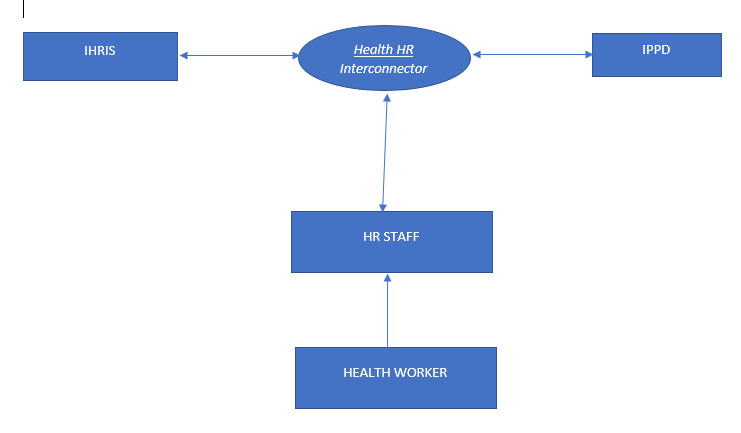 IHRIS
Health HR
Interconnector
IPPD
HR STAFF
HEALTH WORKER